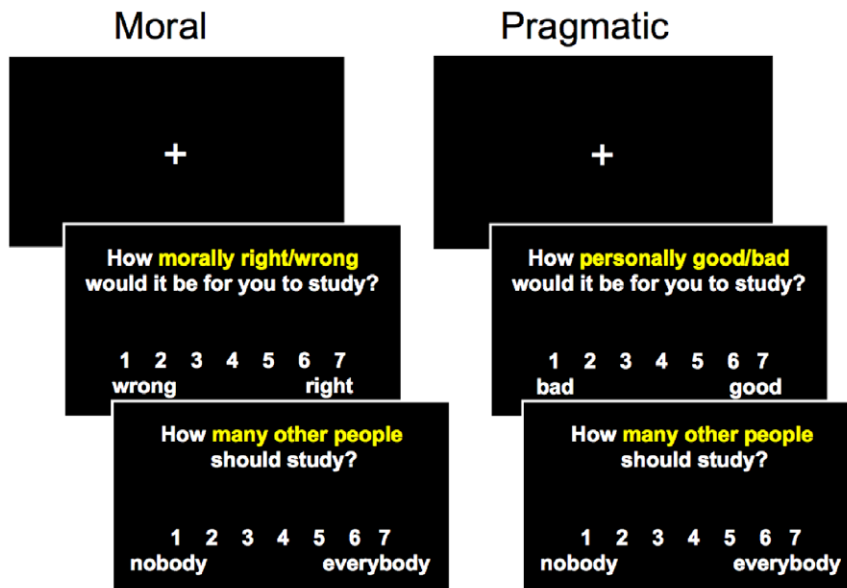 Moral
+
How morally right/wrong
would it be for you to study?
1 2 3 4 5 6 7
wrong right
How many other people
should study?
1 2 3 4 5 6 7
nobody everybody
Pragmatic
+
How personally good/bad
would it be for you to study?
1 2 3 4 5 6 7
bad good
How many other people
should study?
1 2 3 4 5 6 7
nobody everybody